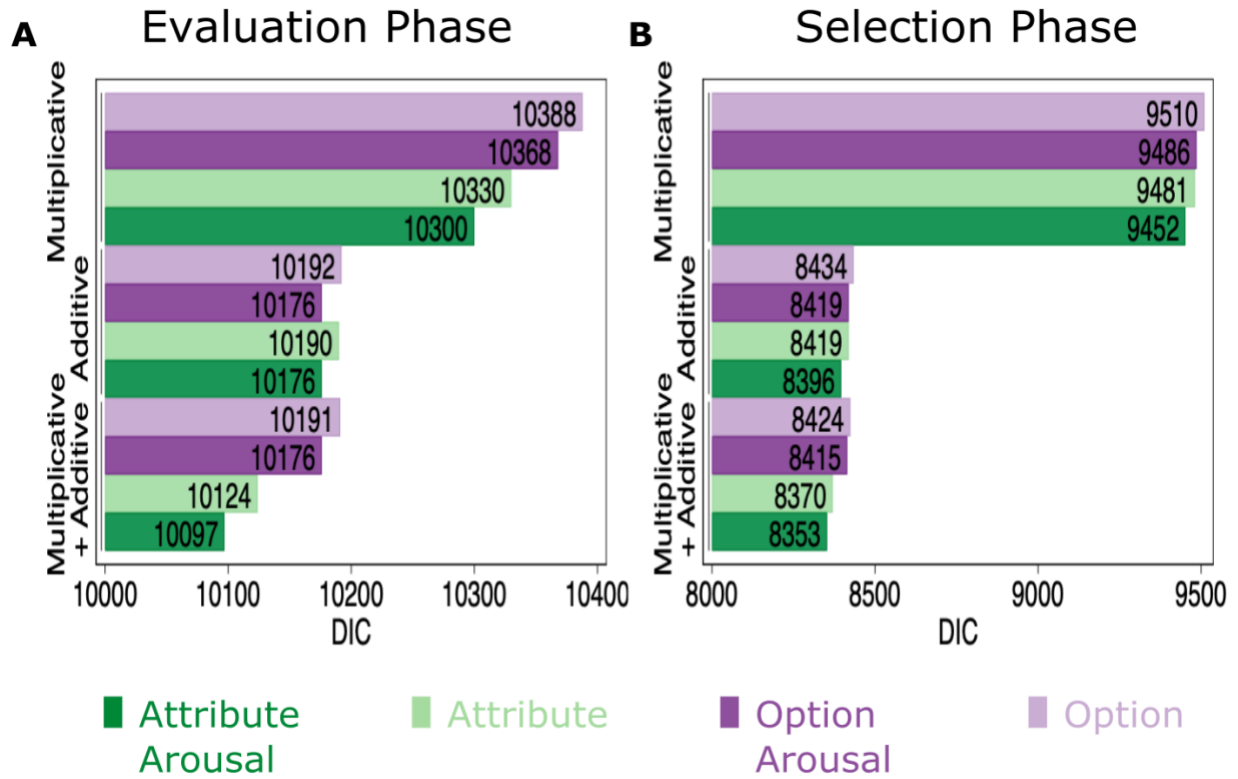 A Evaluation Phase
Multiplicative
10388
10368
10330
10300
Additive
10192
10176
10190
10176
Multiplicative
+ Additive
10191
10176
10124
10097
10000 10100 10200 10300 10400
DIC
B Selection Phase
Multiplicative
9510
9486
9481
9452
Additive
8434
8419
8419
8396
Multiplicative
+ Additive
8424
8415
8370
8353
8000 8500 9000 9500
DIC
Attribute
Arousal
Attribute
Option
Arousal
Option